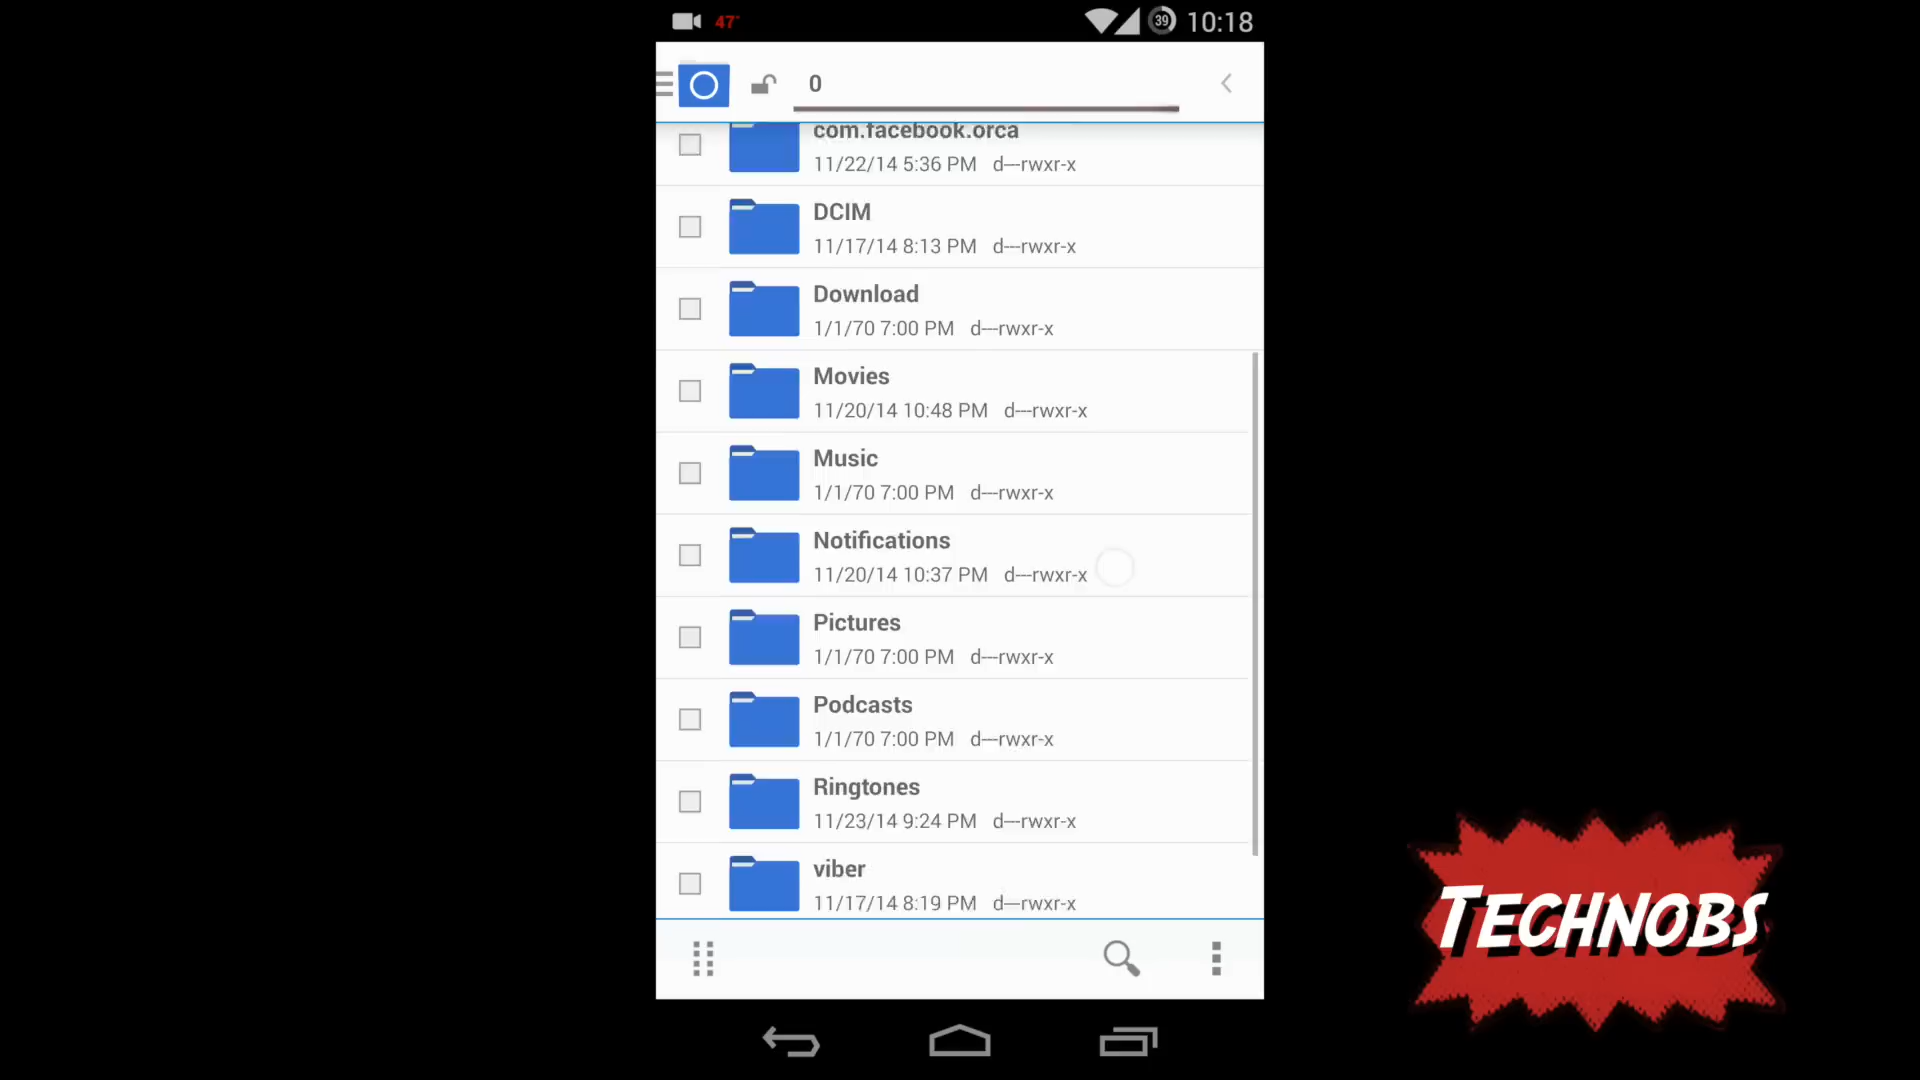 47°
39
10:18
0
com.facebook.orca
11/22/14 5:36 PM d---rwxr-x
DCIM
11/17/14 8:13 PM d---rwxr-x
Download
1/1/70 7:00 PM d---rwxr-x
Movies
11/20/14 10:48 PM d---rwxr-x
Music
1/1/70 7:00 PM d---rwxr-x
Notifications
11/20/14 10:37 PM d---rwxr-x
Pictures
1/1/70 7:00 PM d---rwxr-x
Podcasts
1/1/70 7:00 PM d---rwxr-x
Ringtones
11/23/14 9:24 PM d---rwxr-x
viber
11/17/14 8:19 PM d---rwxr-x
TECHNOBS